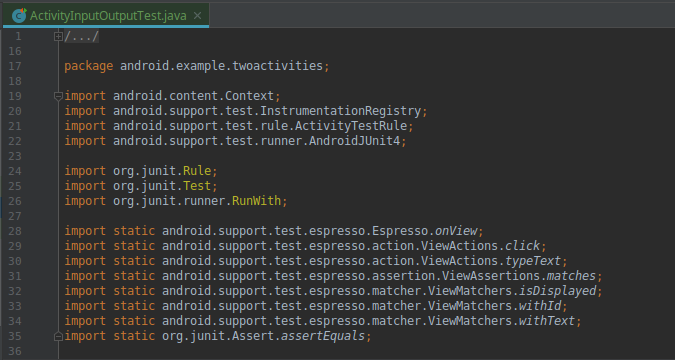 ActivityInputOutputTest.java
1 /.../
16
17 package android.example.twoactivities;
18
19 import android.content.Context;
20 import android.support.test.InstrumentationRegistry;
21 import android.support.test.rule.ActivityTestRule;
22 import android.support.test.runner.AndroidJUnit4;
23
24 import org.junit.Rule;
25 import org.junit.Test;
26 import org.junit.runner.RunWith;
27
28 import static android.support.test.espresso.Espresso.onView;
29 import static android.support.test.espresso.action.ViewActions.click;
30 import static android.support.test.espresso.action.ViewActions.typeText;
31 import static android.support.test.espresso.assertion.ViewAssertions.matches;
32 import static android.support.test.espresso.matcher.ViewMatchers.isDisplayed;
33 import static android.support.test.espresso.matcher.ViewMatchers.withId;
34 import static android.support.test.espresso.matcher.ViewMatchers.withText;
35 import static org.junit.Assert.assertEquals;
36